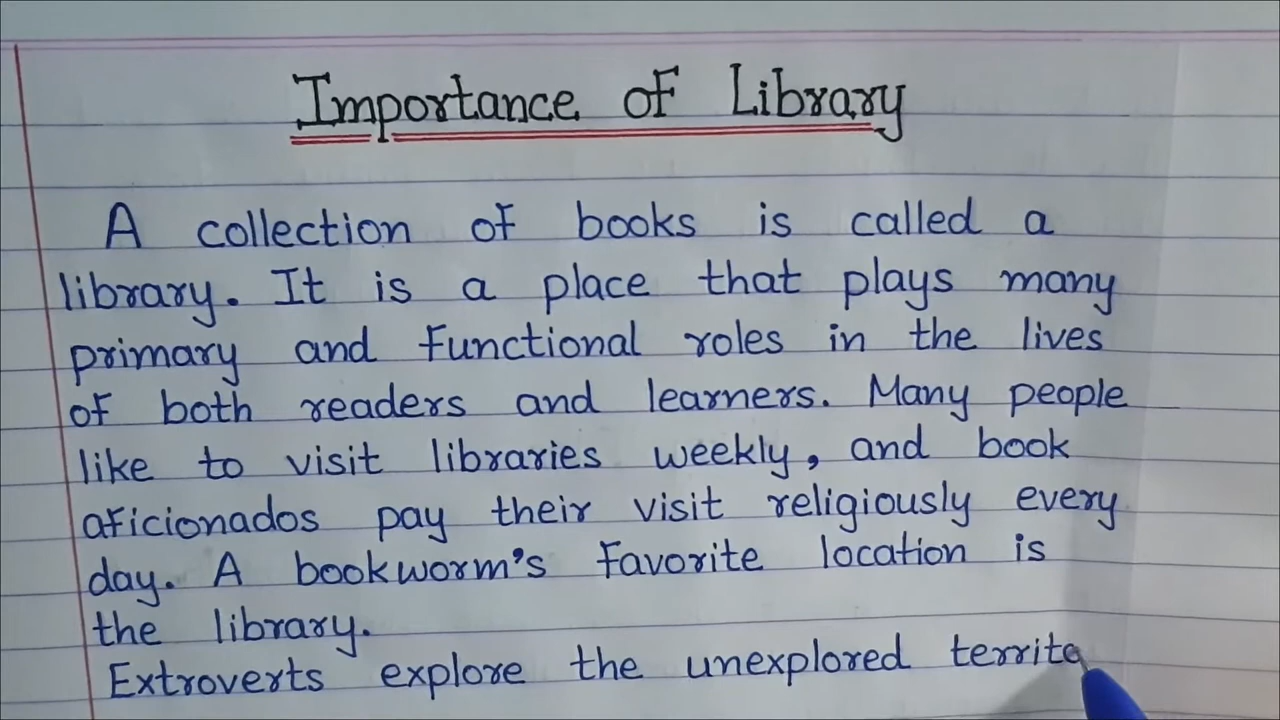 Importance of Library
A collection of books is called a
library. It is a place that plays many
primary and functional roles in the lives
of both readers and learners. Many people
like to visit libraries weekly, and book
aficionados pay their visit religiously every
day. A bookworm's favorite location is
the library.
Extroverts explore the unexplored territo